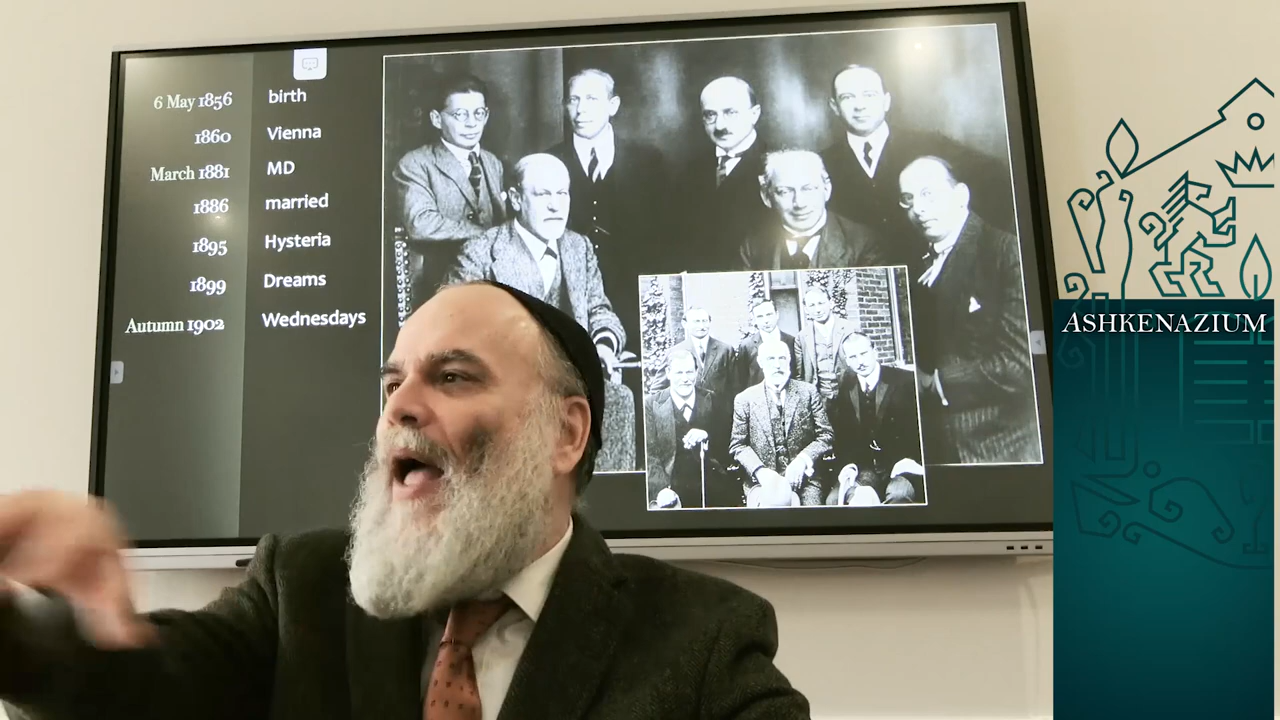 6 May 1856 birth
1860 Vienna
March 1881 MD
1886 married
1895 Hysteria
1899 Dreams
Autumn 1902 Wednesdays
ASHKENAZIUM